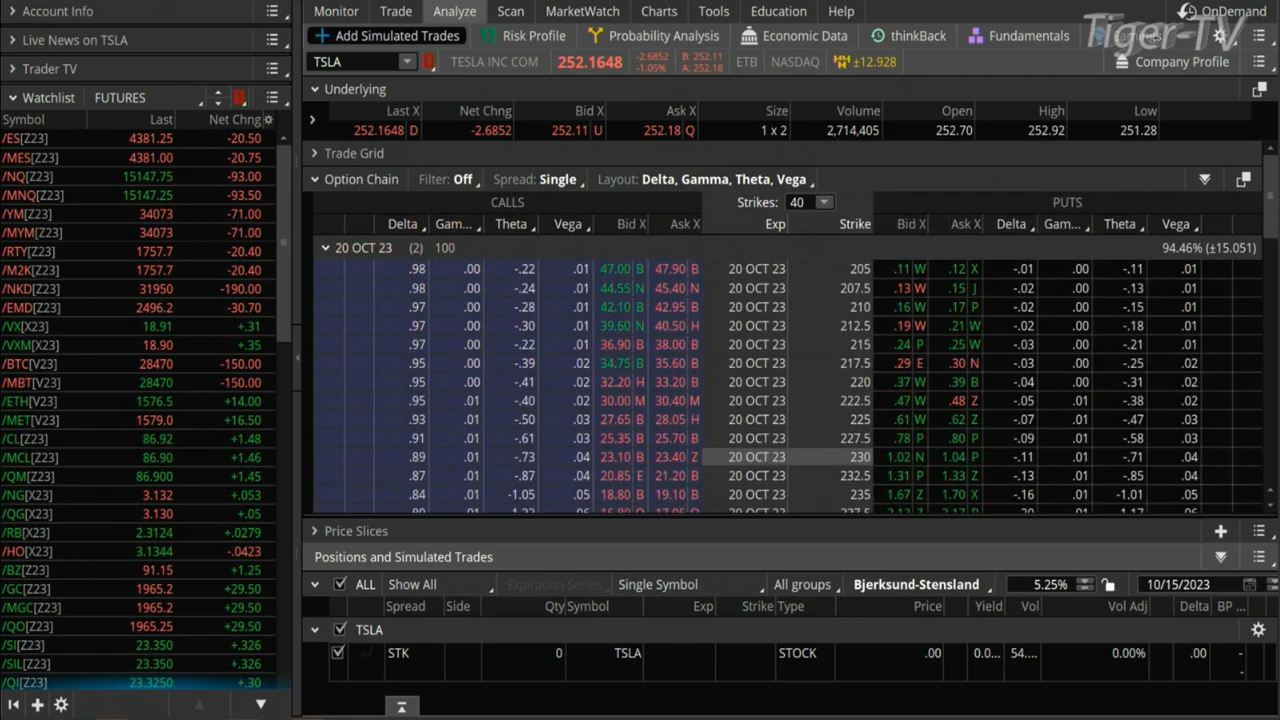 Account Info
Live News on TSLA
Trader TV
Watchlist FUTURES
Symbol Last Net Chng
/ES[Z23] 4381.25 -20.50
/MES[Z23] 4381.00 -20.75
/NQ[Z23] 15147.75 -93.00
/MNQ[Z23] 15147.25 -93.50
/YM[Z23] 34073 -71.00
/MYM[Z23] 34073 -71.00
/RTY[Z23] 1757.7 -20.40
/M2K[Z23] 1757.7 -20.40
/NKD[Z23] 31950 -190.00
/EMD[Z23] 2496.2 -30.70
/VX[X23] 18.91 +.31
/VXM[X23] 18.90 +.35
/BTC[V23] 28470 -150.00
/MBT[V23] 28470 -150.00
/ETH[V23] 1576.5 +14.00
/MET[V23] 1579.0 +16.50
/CL[Z23] 86.92 +1.48
/MCL[Z23] 86.90 +1.46
/QM[Z23] 86.900 +1.45
/NG[X23] 3.132 +.053
/QG[X23] 3.130 +.05
/RB[X23] 2.3124 +.0279
/HO[X23] 3.1344 -.0423
/BZ[Z23] 91.15 +1.25
/GC[Z23] 1965.2 +29.50
/MGC[Z23] 1965.2 +29.50
/QO[Z23] 1965.25 +29.50
/SI[Z23] 23.350 +.326
/SIL[Z23] 23.350 +.326
/QI[Z23] 23.3250 +.30
Monitor Trade Analyze Scan MarketWatch Charts Tools Education Help OnDemand
Tiger-TV
Add Simulated Trades Risk Profile Probability Analysis Economic Data thinkBack Fundamentals
TSLA TESLA INC COM 252.1648 -2.6852 -1.05% B: 252.11 A: 252.18 ETB NASDAQ ±12.928 Company Profile
Underlying
Last X Net Chng Bid X Ask X Size Volume Open High Low
252.1648 D -2.6852 252.11 U 252.18 Q 1 x 2 2,714,405 252.70 252.92 251.28
Trade Grid
Option Chain Filter: Off Spread: Single Layout: Delta, Gamma, Theta, Vega
CALLS Strikes: 40 PUTS
Delta Gam... Theta Vega Bid X Ask X Exp Strike Bid X Ask X Delta Gam... Theta Vega
20 OCT 23 (2) 100 94.46% (±15.051)
.98 .00 -.22 .01 47.00 B 47.90 B 20 OCT 23 205 .11 W .12 X -.01 .00 -.11 .01
.98 .00 -.24 .01 44.55 N 45.40 N 20 OCT 23 207.5 .13 W .15 J -.02 .00 -.13 .01
.97 .00 -.28 .01 42.10 B 42.95 B 20 OCT 23 210 .16 W .17 P -.02 .00 -.15 .01
.97 .00 -.30 .01 39.60 N 40.50 H 20 OCT 23 212.5 .19 W .21 W -.02 .00 -.18 .01
.97 .00 -.22 .01 36.90 B 38.00 B 20 OCT 23 215 .24 P .25 W -.03 .00 -.21 .01
.95 .00 -.39 .02 34.75 B 35.60 B 20 OCT 23 217.5 .29 E .30 N -.03 .00 -.25 .02
.95 .00 -.41 .02 32.20 H 33.20 B 20 OCT 23 220 .37 W .39 B -.04 .00 -.31 .02
.95 .01 -.40 .02 30.00 M 30.40 M 20 OCT 23 222.5 .47 W .48 Z -.05 .01 -.38 .02
.93 .01 -.50 .03 27.65 B 28.05 H 20 OCT 23 225 .61 W .62 Z -.07 .01 -.47 .03
.91 .01 -.61 .03 25.35 B 25.70 B 20 OCT 23 227.5 .78 P .80 P -.09 .01 -.58 .03
.89 .01 -.73 .04 23.10 B 23.40 Z 20 OCT 23 230 1.02 N 1.04 P -.11 .01 -.71 .04
.87 .01 -.87 .04 20.85 E 21.20 B 20 OCT 23 232.5 1.31 P 1.33 Z -.13 .01 -.85 .04
.84 .01 -1.05 .05 18.80 B 19.10 B 20 OCT 23 235 1.67 Z 1.70 X -.16 .01 -1.01 .05
Price Slices
Positions and Simulated Trades
ALL Show All Expiration Series Single Symbol All groups Bjerksund-Stensland 5.25% 10/15/2023
Spread Side Qty Symbol Exp Strike Type Price Yield Vol Vol Adj Delta BP ...
TSLA
STK 0 TSLA STOCK .00 0.0... 54.... 0.00% .00 -